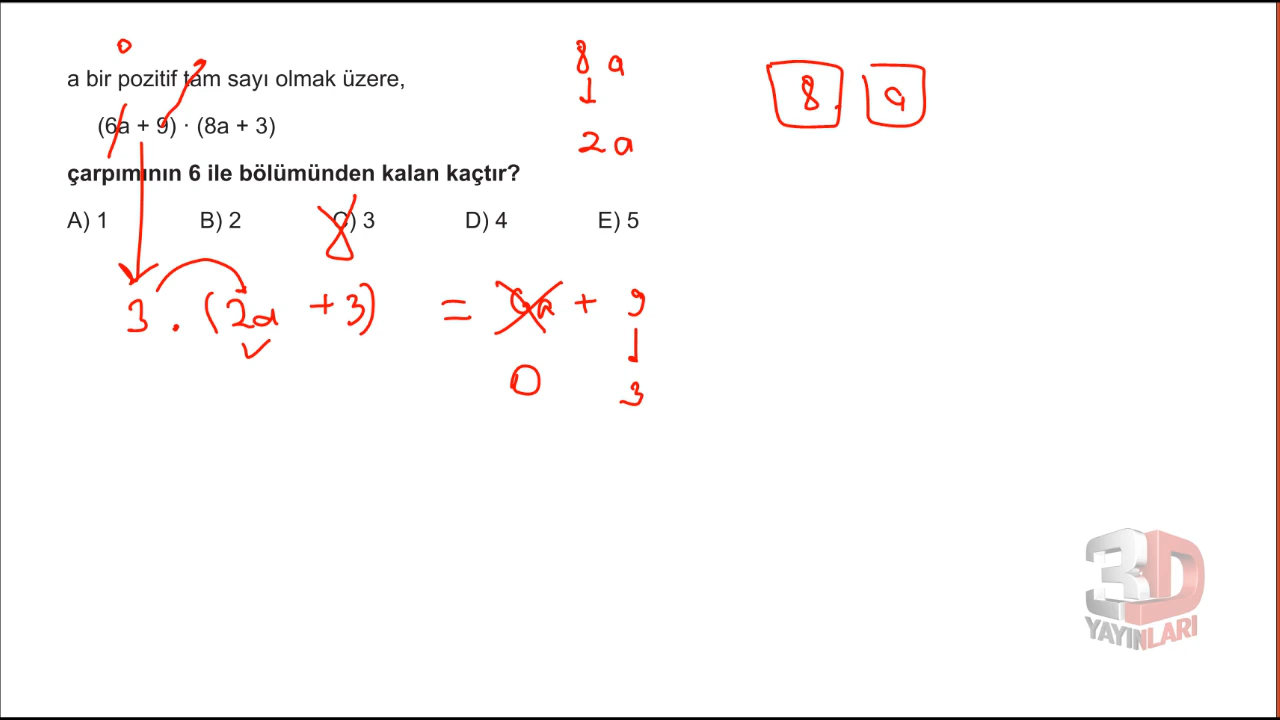 0
a bir pozitif tam sayı olmak üzere,
(6a + 9) · (8a + 3)
çarpımının 6 ile bölümünden kalan kaçtır?
A) 1 B) 2 C) 3 D) 4 E) 5
8 a
↓
2 a
8 . a
3 . (2a + 3) = 6a + 9
0 3
3D
YAYINLARI